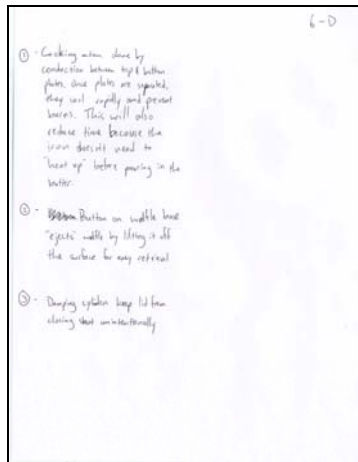 6-D
① - Cooking action done by
conduction between top & bottom
plates. Once plates are separated,
they cool rapidly and prevent
burns. This will also
reduce time because the
iron doesn't need to
"heat up" before pouring in the
batter.
② - Button on waffle base
"ejects" waffle by lifting it off
the surface for easy retrieval
③ - Damping cylinders keep lid from
closing shut unintentionally